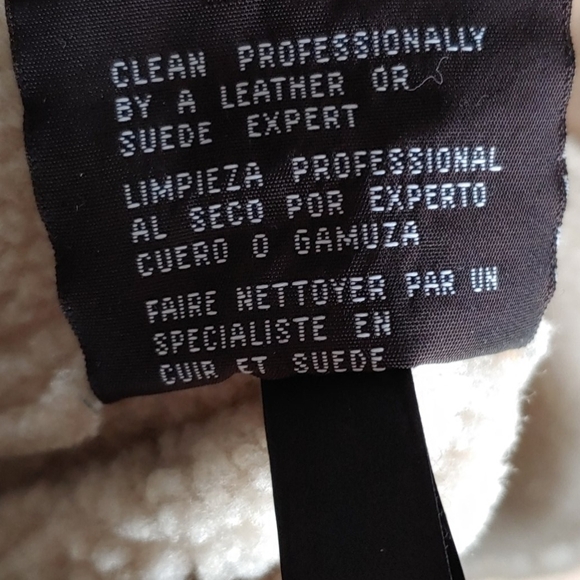 CLEAN PROFESSIONALLY
BY A LEATHER OR
SUEDE EXPERT
LIMPIEZA PROFESSIONAL
AL SECO POR EXPERTO
CUERO O GAMUZA
FAIRE NETTOYER PAR UN
SPECIALISTE EN
CUIR ET SUEDE